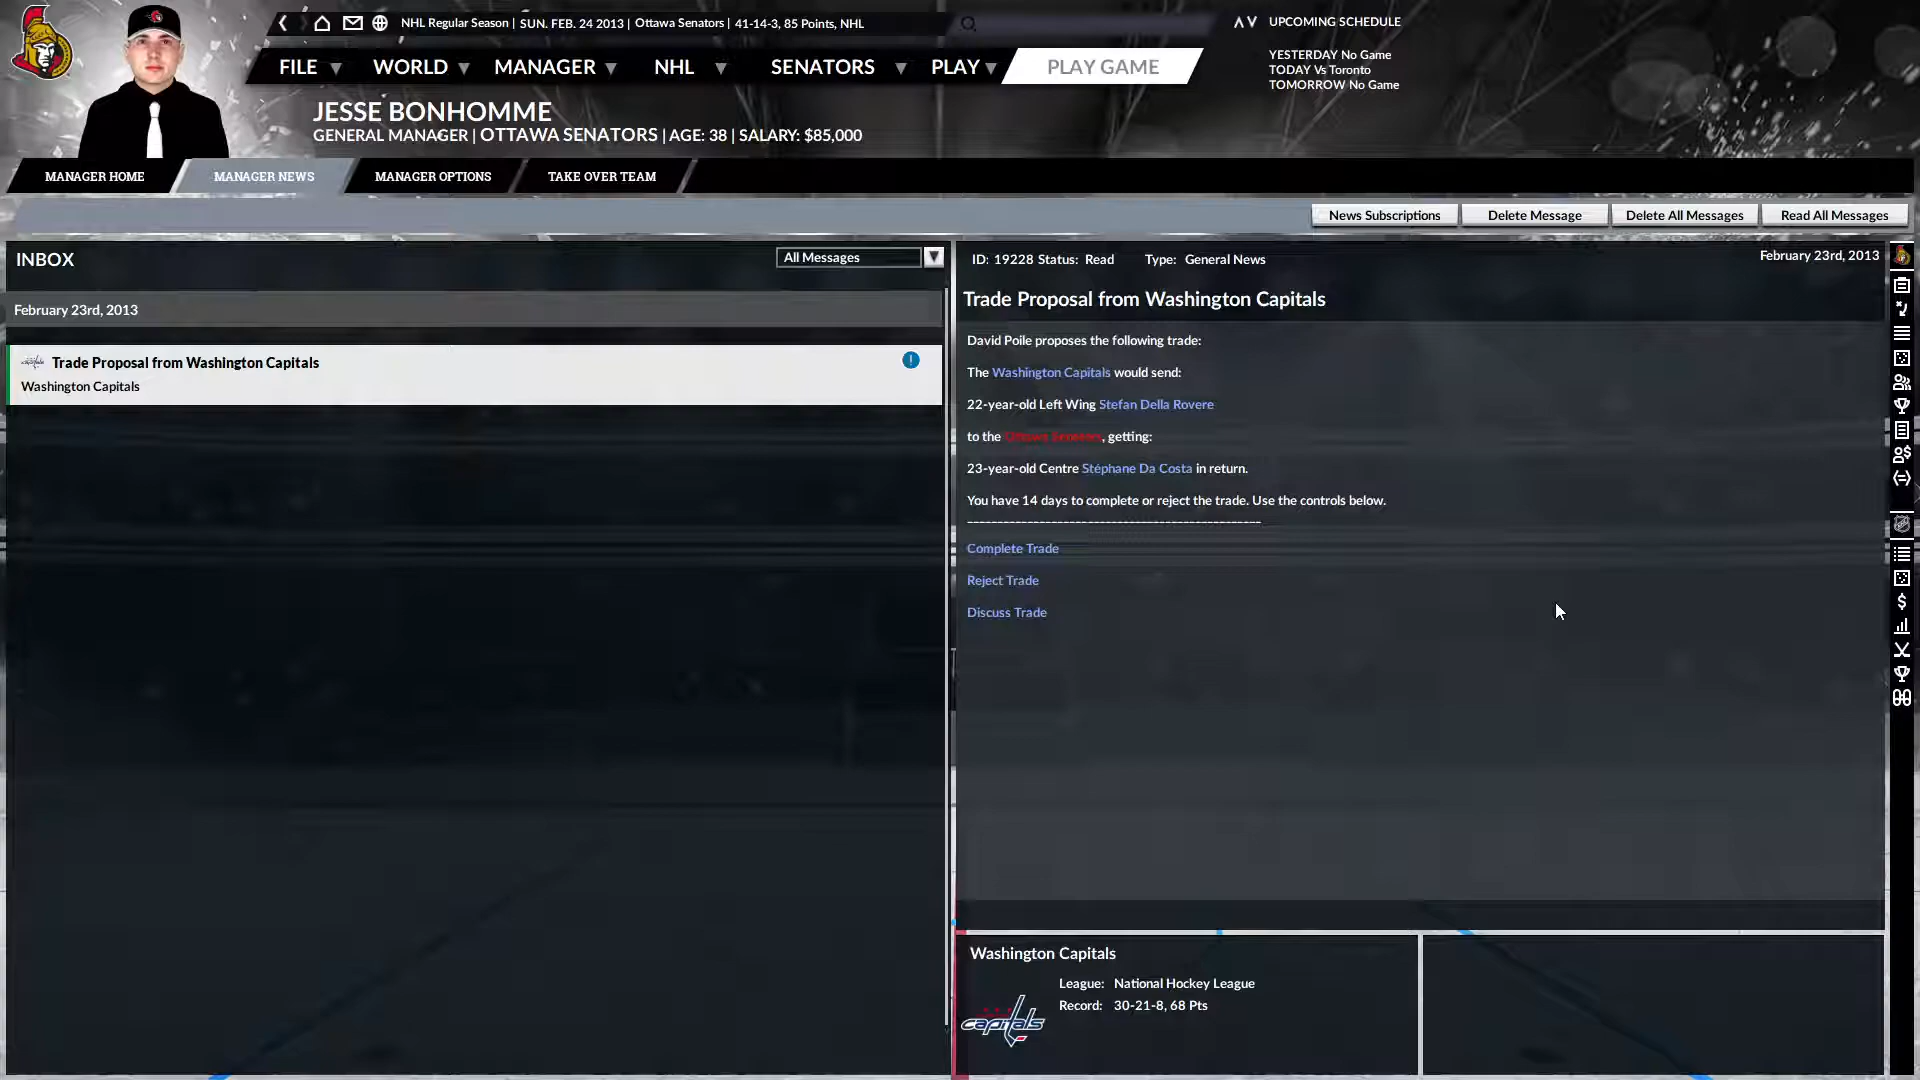 NHL Regular Season | SUN. FEB. 24 2013 | Ottawa Senators | 41-14-3, 85 Points, NHL
UPCOMING SCHEDULE
YESTERDAY No Game
TODAY Vs Toronto
TOMORROW No Game
FILE WORLD MANAGER NHL SENATORS PLAY PLAY GAME
JESSE BONHOMME
GENERAL MANAGER | OTTAWA SENATORS | AGE: 38 | SALARY: $85,000
MANAGER HOME MANAGER NEWS MANAGER OPTIONS TAKE OVER TEAM
News Subscriptions Delete Message Delete All Messages Read All Messages
INBOX
All Messages
February 23rd, 2013
Trade Proposal from Washington Capitals
Washington Capitals
ID: 19228 Status: Read Type: General News
February 23rd, 2013
Trade Proposal from Washington Capitals
David Poile proposes the following trade:
The Washington Capitals would send:
22-year-old Left Wing Stefan Della Rovere
to the Ottawa Senators, getting:
23-year-old Centre Stéphane Da Costa in return.
You have 14 days to complete or reject the trade. Use the controls below.
-------------------------------------------------
Complete Trade
Reject Trade
Discuss Trade
Washington Capitals
League: National Hockey League
Record: 30-21-8, 68 Pts
capitals